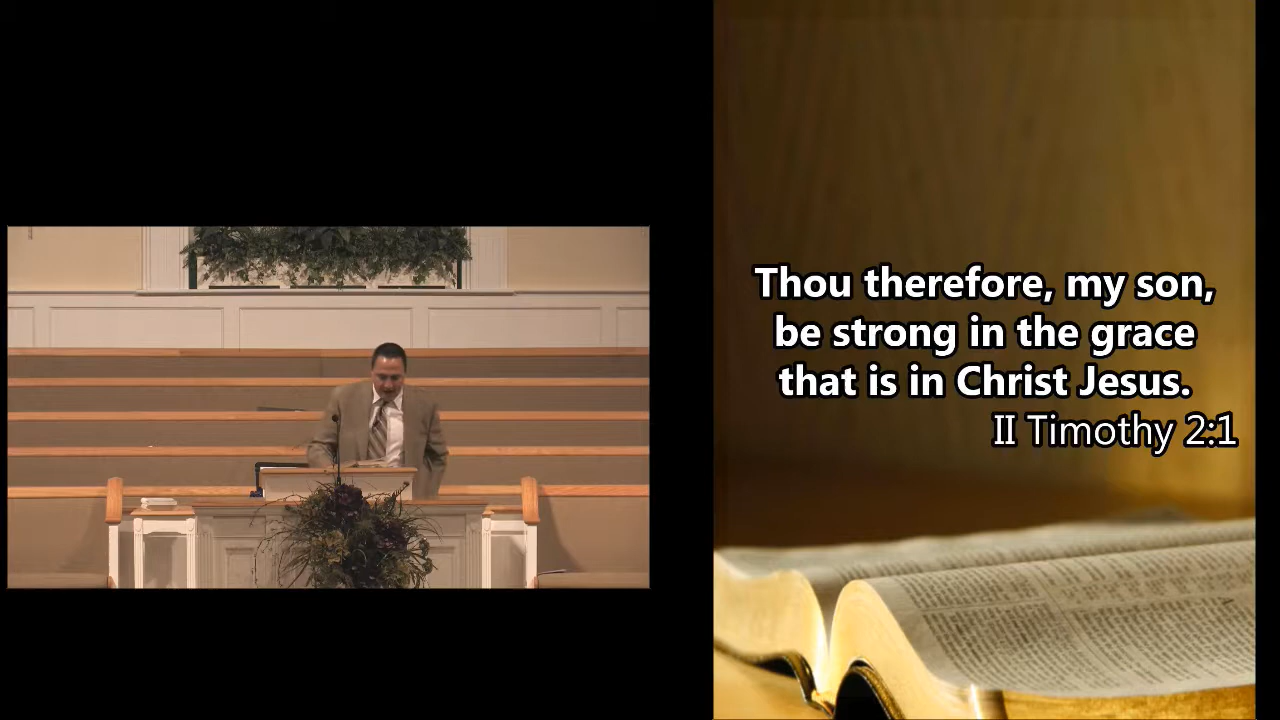 Thou therefore, my son,
be strong in the grace
that is in Christ Jesus.
II Timothy 2:1